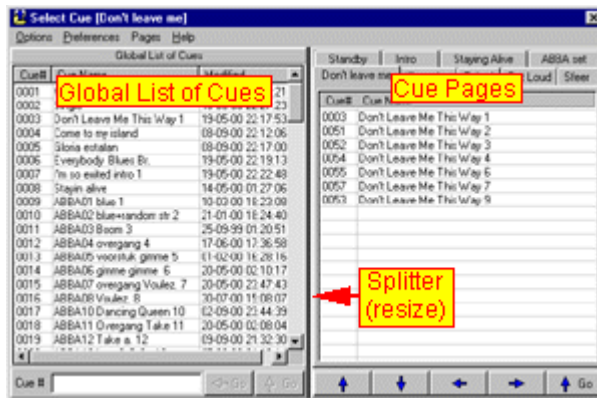 Select Cue [Don't leave me]
Options Preferences Pages Help
Global List of Cues
Cue# Cue Name Modified
Global List of Cues
0001 21
0002 23
0003 Don't Leave Me This Way 1 19-05-00 22:17:53
0004 Come to my island 08-09-00 22:12:06
0005 Gloria estafan 08-09-00 22:17:00
0006 Everybody Blues Br. 19-05-00 22:19:13
0007 I'm so exited intro 1 19-05-00 22:22:48
0008 Stayin alive 14-05-00 01:27:06
0009 ABBA01 blue 1 10-03-00 16:23:09
0010 ABBA02 blue+random str 2 21-01-00 18:24:40
0011 ABBA03 Boom 3 25-09-99 01:20:51
0012 ABBA04 overgang 4 17-06-00 17:36:58
0013 ABBA05 voorstuk gimme 5 01-02-00 16:28:16
0014 ABBA06 gimme gimme 6 20-05-00 02:10:17
0015 ABBA07 overgang Voulez. 7 20-05-00 23:47:43
0016 ABBA08 Voulez. 8 30-07-00 15:08:07
0017 ABBA10 Dancing Queen 10 02-09-00 23:44:39
0018 ABBA11 Overgang Take 11 20-05-00 02:08:04
0019 ABBA12 Take a. 12 09-09-00 21:32:30
Cue # Go Go
Standby Intro Staying Alive ABBA set
Don't leave me Loud Sfeer
Cue Pages
Cue# Cue
0003 Don't Leave Me This Way 1
0051 Don't Leave Me This Way 2
0052 Don't Leave Me This Way 3
0054 Don't Leave Me This Way 4
0055 Don't Leave Me This Way 6
0057 Don't Leave Me This Way 7
0053 Don't Leave Me This Way 9
Splitter
(resize)
Go